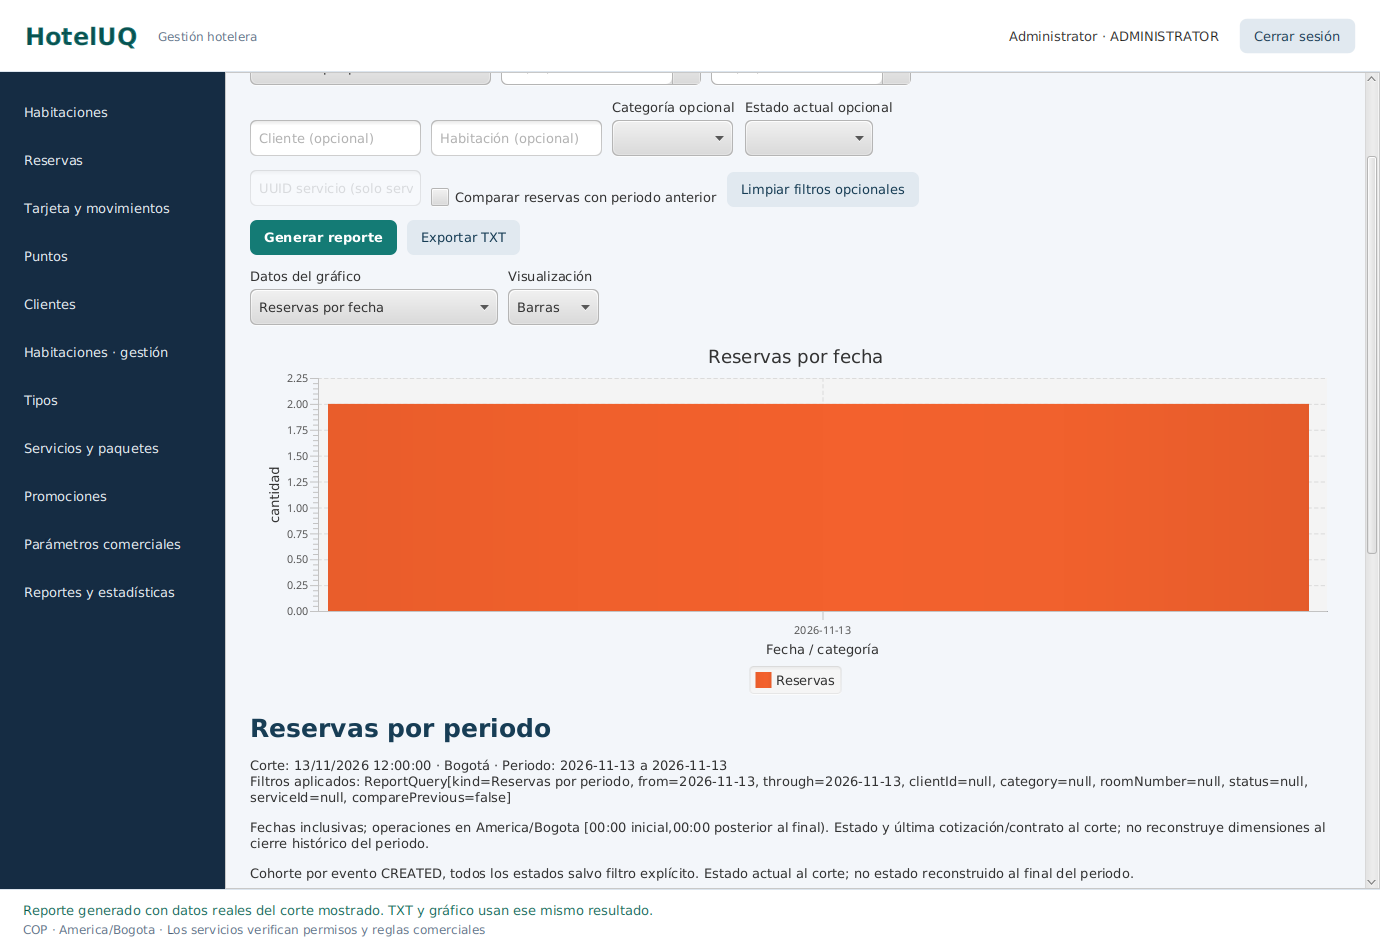 HotelUQ
Gestión hotelera
Administrator · ADMINISTRATOR
Cerrar sesión
Habitaciones
Reservas
Tarjeta y movimientos
Puntos
Clientes
Habitaciones · gestión
Tipos
Servicios y paquetes
Promociones
Parámetros comerciales
Reportes y estadísticas
Categoría opcional
Estado actual opcional
Cliente (opcional)
Habitación (opcional)
UUID servicio (solo serv
Comparar reservas con periodo anterior
Limpiar filtros opcionales
Generar reporte
Exportar TXT
Datos del gráfico
Visualización
Reservas por fecha
Barras
Reservas por fecha
2.25
2.00
1.75
1.50
1.25
1.00
0.75
0.50
0.25
0.00
cantidad
2026-11-13
Fecha / categoría
Reservas
Reservas por periodo
Corte: 13/11/2026 12:00:00 · Bogotá · Periodo: 2026-11-13 a 2026-11-13
Filtros aplicados: ReportQuery[kind=Reservas por periodo, from=2026-11-13, through=2026-11-13, clientId=null, category=null, roomNumber=null, status=null,
serviceId=null, comparePrevious=false]
Fechas inclusivas; operaciones en America/Bogota [00:00 inicial,00:00 posterior al final). Estado y última cotización/contrato al corte; no reconstruye dimensiones al
cierre histórico del periodo.
Cohorte por evento CREATED, todos los estados salvo filtro explícito. Estado actual al corte; no estado reconstruido al final del periodo.
Reporte generado con datos reales del corte mostrado. TXT y gráfico usan ese mismo resultado.
COP · America/Bogota · Los servicios verifican permisos y reglas comerciales